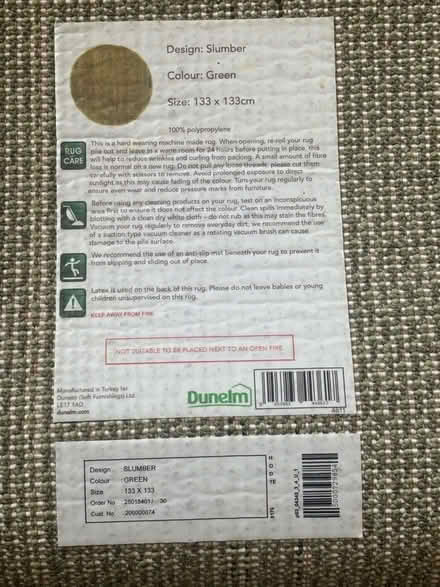 Design: Slumber
Colour: Green
Size: 133 x 133cm
100% polypropylene
RUG
CARE
This is a hard wearing machine made rug. When opening, re-roll your rug
pile out and leave in a warm room for 24 hours before putting in place, this
will help to reduce wrinkles and curling from packing. A small amount of fibre
loss is normal on a new rug. Do not pull any loose threads, please cut them
carefully with scissors to remove. Avoid prolonged exposure to direct
sunlight as this may cause fading of the colour. Turn your rug regularly to
ensure even wear and reduce pressure marks from furniture.
Before using any cleaning products on your rug, test on an inconspicuous
area first to ensure it does not affect the colour. Clean spills immediately by
blotting with a clean dry white cloth - do not rub as this may stain the fibres.
Vacuum your rug regularly to remove everyday dirt, we recommend the use
of a suction type vacuum cleaner as a rotating vacuum brush can cause
damage to the pile surface.
We recommend the use of an anti-slip mat beneath your rug to prevent it
from slipping and sliding out of place.
Latex is used on the back of this rug. Please do not leave babies or young
children unsupervised on this rug.
KEEP AWAY FROM FIRE
NOT SUITABLE TO BE PLACED NEXT TO AN OPEN FIRE
Manufactured in Turkey for
Dunelm (Soft Furnishings) Ltd.
LE17 1AD
dunelm.com
Dunelm
Design : SLUMBER
Colour : GREEN
Size : 133 X 133
Order No :
Cust. No : 200000074